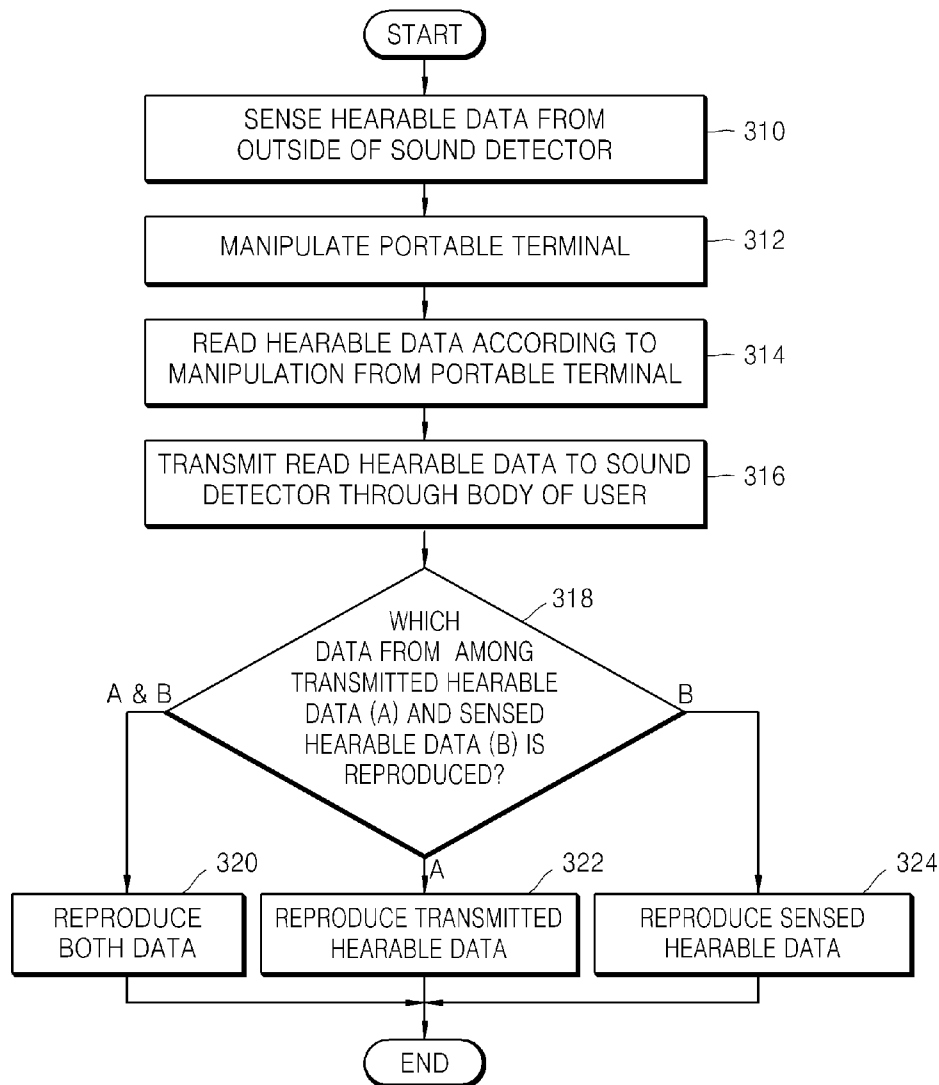 START
SENSE HEARABLE DATA FROM
OUTSIDE OF SOUND DETECTOR
310
MANIPULATE PORTABLE TERMINAL
312
READ HEARABLE DATA ACCORDING TO
MANIPULATION FROM PORTABLE TERMINAL
314
TRANSMIT READ HEARABLE DATA TO SOUND
DETECTOR THROUGH BODY OF USER
316
318
WHICH
DATA FROM AMONG
TRANSMITTED HEARABLE
DATA (A) AND SENSED
HEARABLE DATA (B) IS
REPRODUCED?
A & B
B
A
320
REPRODUCE
BOTH DATA
322
REPRODUCE TRANSMITTED
HEARABLE DATA
324
REPRODUCE SENSED
HEARABLE DATA
END